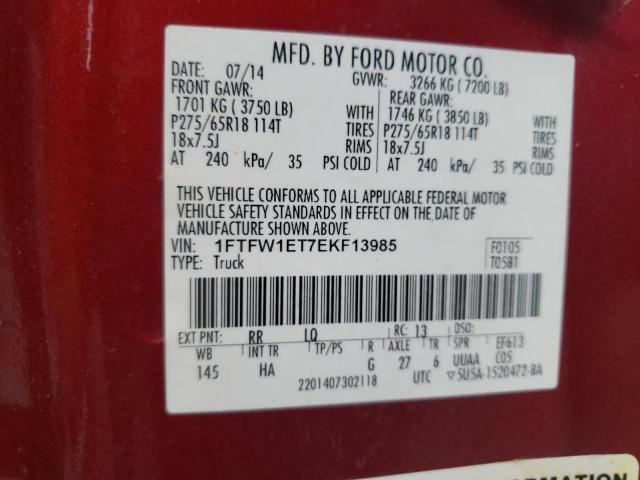 MFD. BY FORD MOTOR CO.
DATE: 07/14 GVWR: 3266 KG ( 7200 LB)
FRONT GAWR: REAR GAWR:
1701 KG ( 3750 LB) WITH 1746 KG ( 3850 LB) WITH
P275/65R18 114T TIRES P275/65R18 114T TIRES
18x7.5J RIMS 18x7.5J RIMS
AT 240 kPa/ 35 PSI COLD AT 240 kPa/ 35 PSI COLD
THIS VEHICLE CONFORMS TO ALL APPLICABLE FEDERAL MOTOR
VEHICLE SAFETY STANDARDS IN EFFECT ON THE DATE OF
MANUFACTURE SHOWN ABOVE.
VIN: 1FTFW1ET7EKF13985 F0105
TYPE: Truck T0581
EXT PNT: RR LQ RC: 13 DSO:
WB INT TR TP/PS R AXLE TR SPR EF613
145 HA G 27 6 UUAA C05
2201407302118 UTC ▽5U5A-1520472-BA